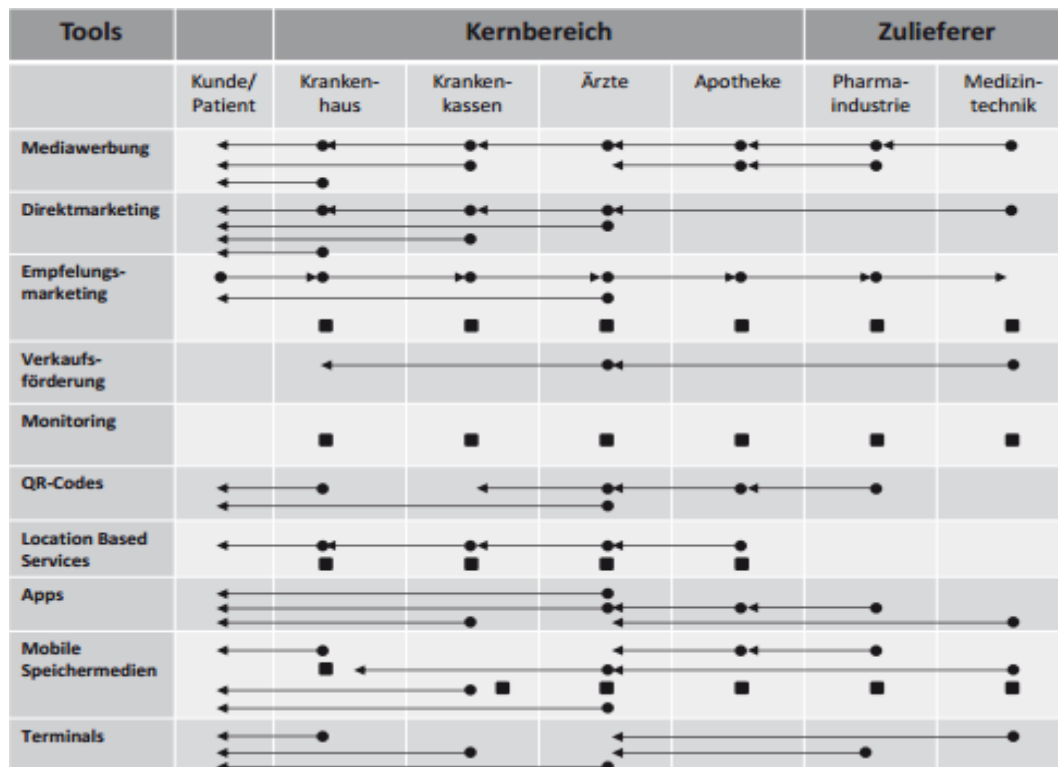 Tools Kernbereich Zulieferer
Kunde/ Kranken- Kranken- Ärzte Apotheke Pharma- Medizin-
Patient haus kassen industrie technik
Mediawerbung
Direktmarketing
Empfelungs-
marketing
Verkaufs-
förderung
Monitoring
QR-Codes
Location Based
Services
Apps
Mobile
Speichermedien
Terminals